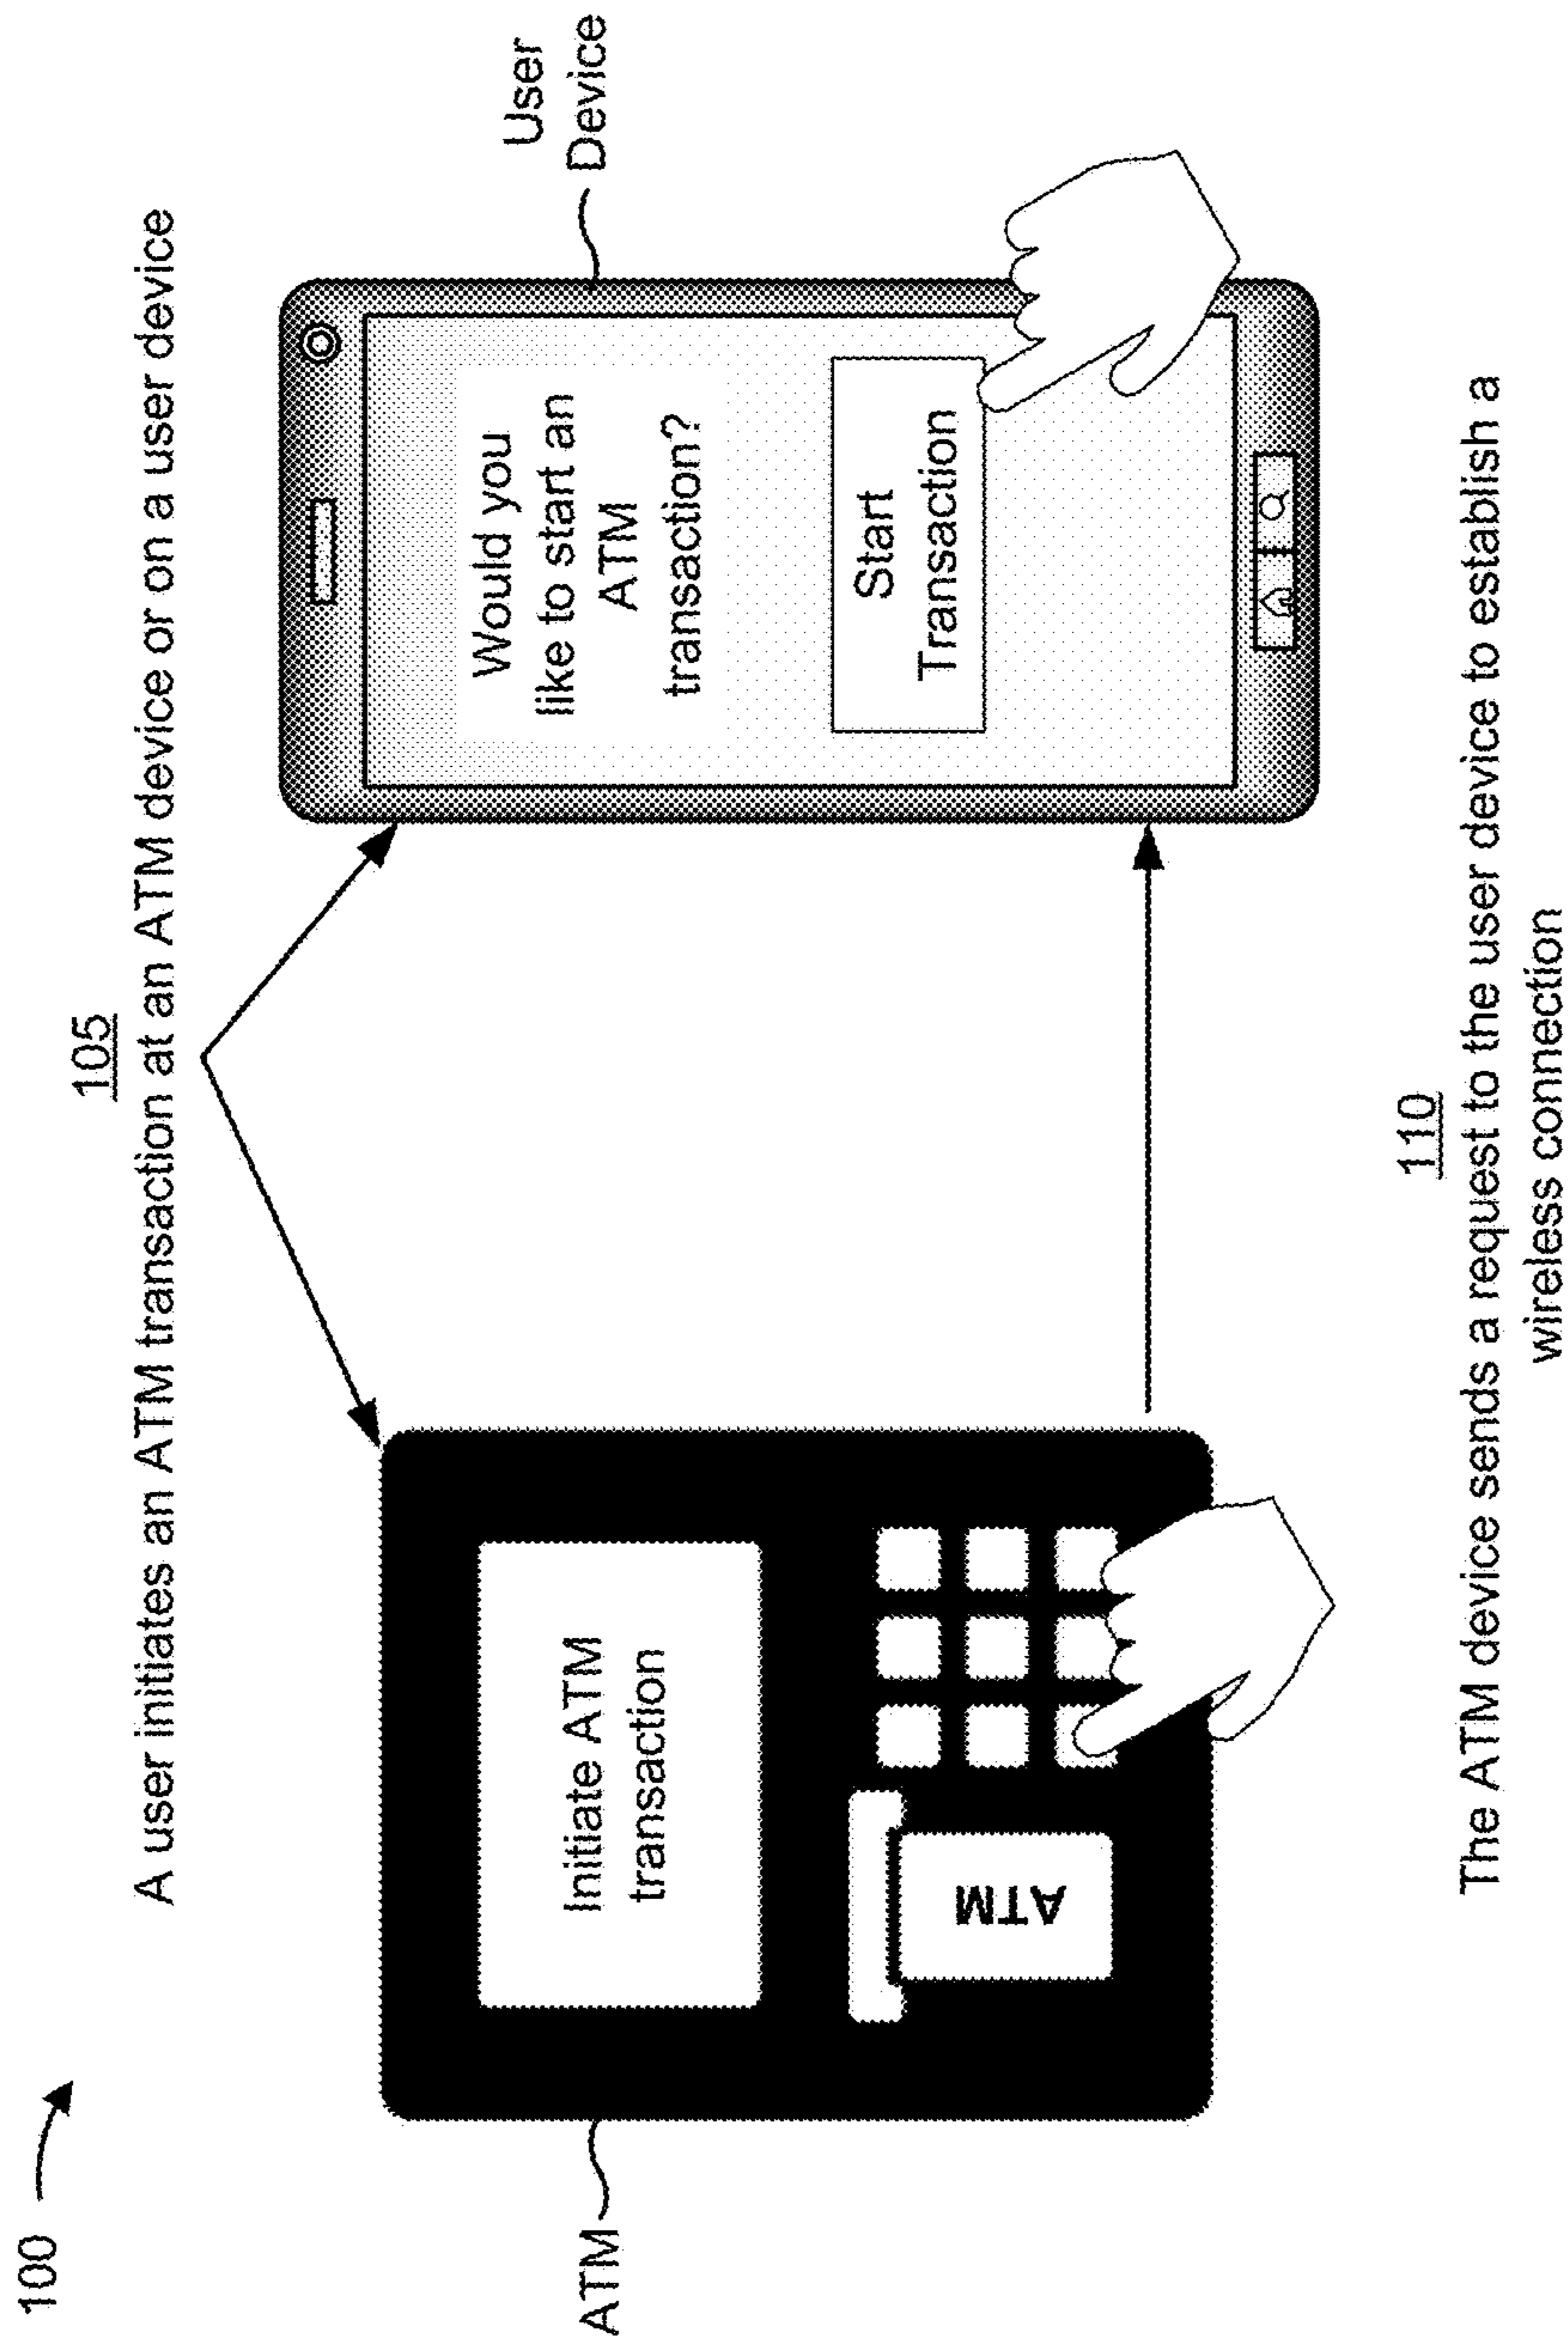 100
105
A user initiates an ATM transaction at an ATM device or on a user device
ATM
Initiate ATM
transaction
ATM
User
Device
Would you
like to start an
ATM
transaction?
Start
Transaction
110
The ATM device sends a request to the user device to establish a
wireless connection